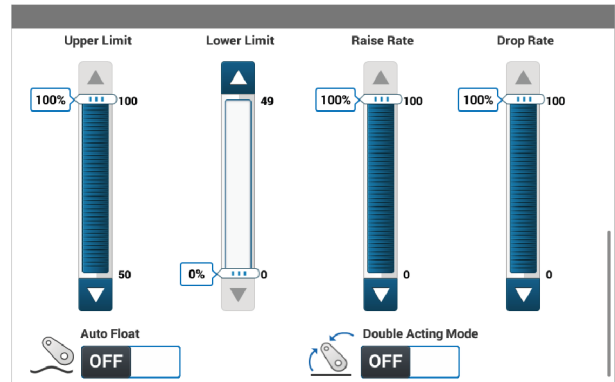 Upper Limit
Lower Limit
Raise Rate
Drop Rate
100%
100
49
100%
100
100%
100
50
0%
0
0
0
Auto Float
OFF
Double Acting Mode
OFF